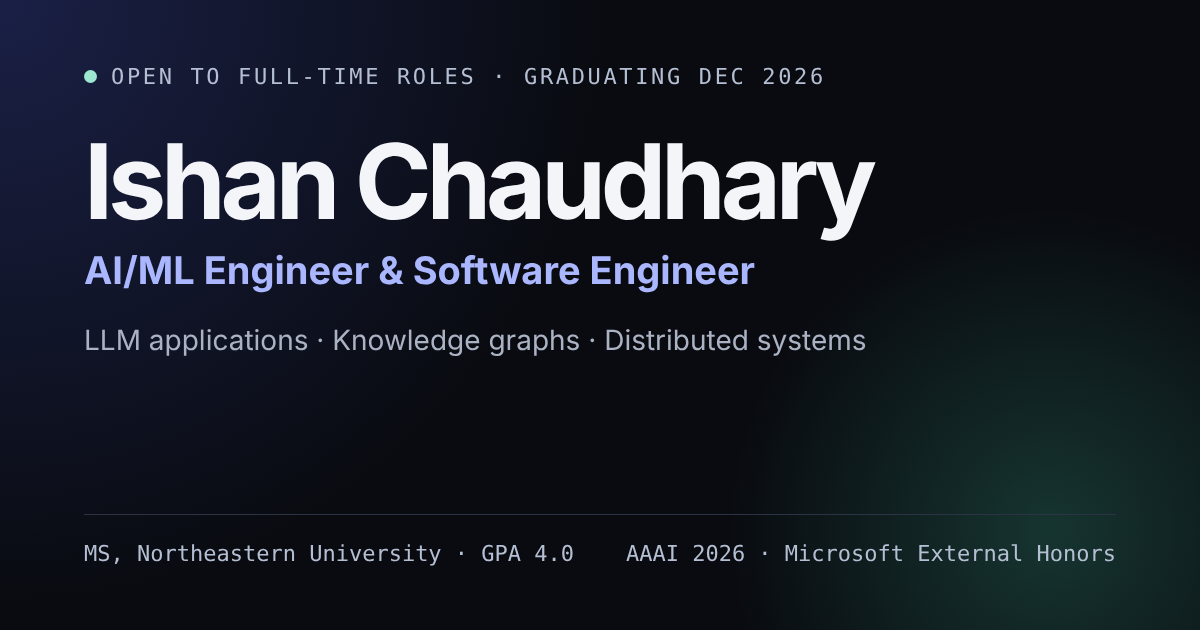 OPEN TO FULL-TIME ROLES · GRADUATING DEC 2026
Ishan Chaudhary
AI/ML Engineer & Software Engineer
LLM applications · Knowledge graphs · Distributed systems
MS, Northeastern University · GPA 4.0 AAAI 2026 · Microsoft External Honors